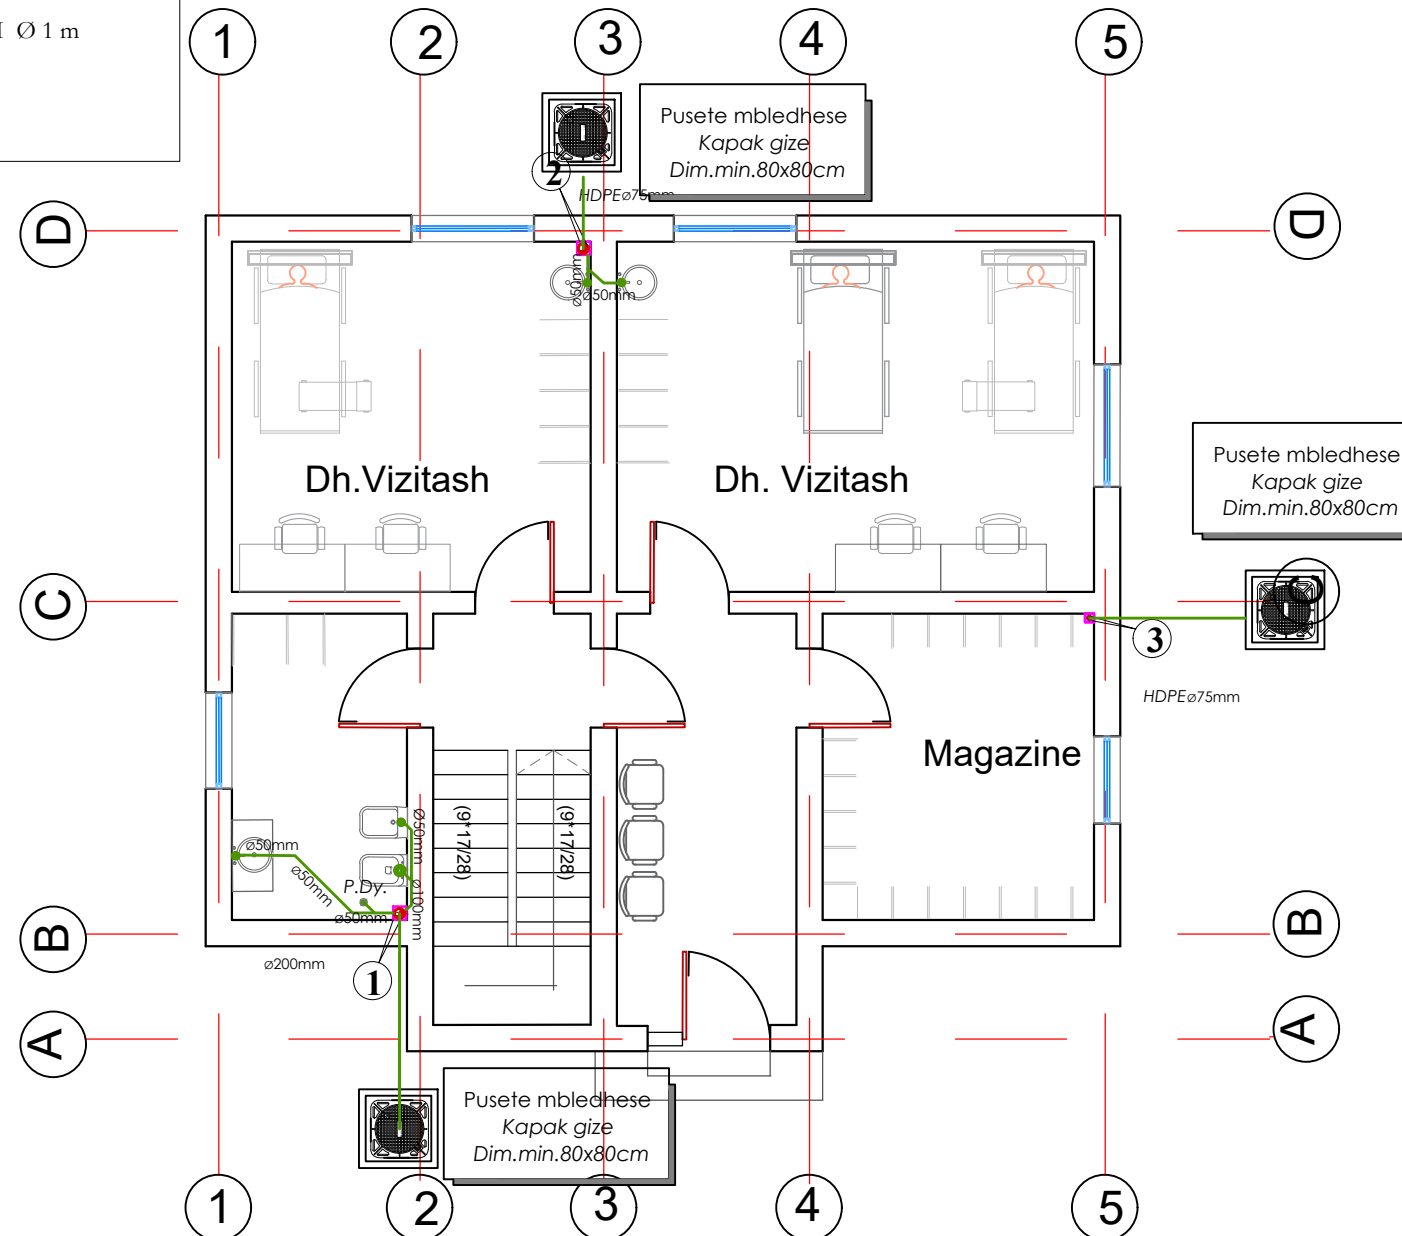 Ø 1 m
1
2
3
4
5
Pusete mbledhese
Kapak gize
Dim.min.80x80cm
2
HDPEø75mm
D
D
ø50mm
ø50mm
Dh.Vizitash
Dh. Vizitash
Pusete mbledhese
Kapak gize
Dim.min.80x80cm
C
C
3
HDPEø75mm
Magazine
(9*17/28)
(9*17/28)
ø50mm
ø50mm
ø50mm
P.Dy.
ø50mm
ø100mm
B
B
ø200mm
1
A
A
Pusete mbledhese
Kapak gize
Dim.min.80x80cm
1
2
3
4
5